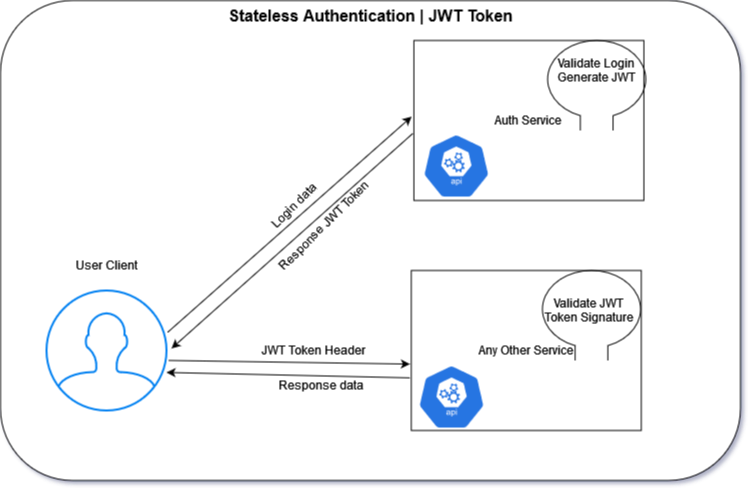 Stateless Authentication | JWT Token
Validate Login
Generate JWT
Auth Service
api
Login data
Response JWT Token
User Client
Validate JWT
Token Signature
JWT Token Header
Any Other Service
Response data
api